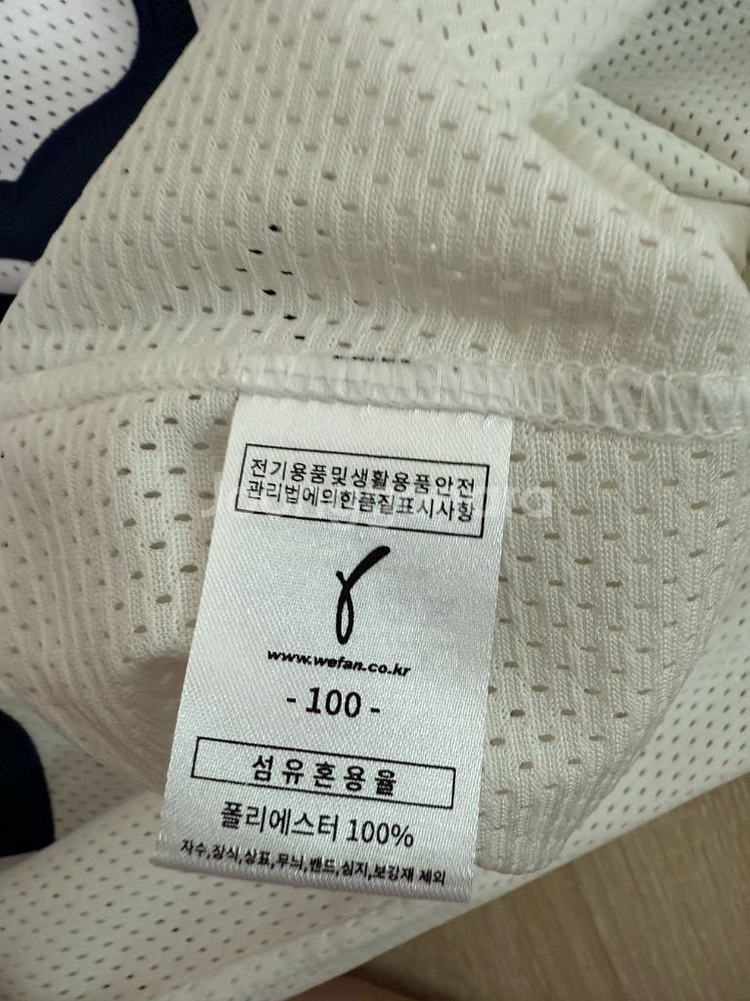 전기용품및생활용품안전
관리법에의한품질표시사항
www.wefan.co.kr
- 100 -
섬유혼용율
폴리에스터 100%
자수,장식,상표,무늬,밴드,심지,보강재 제외